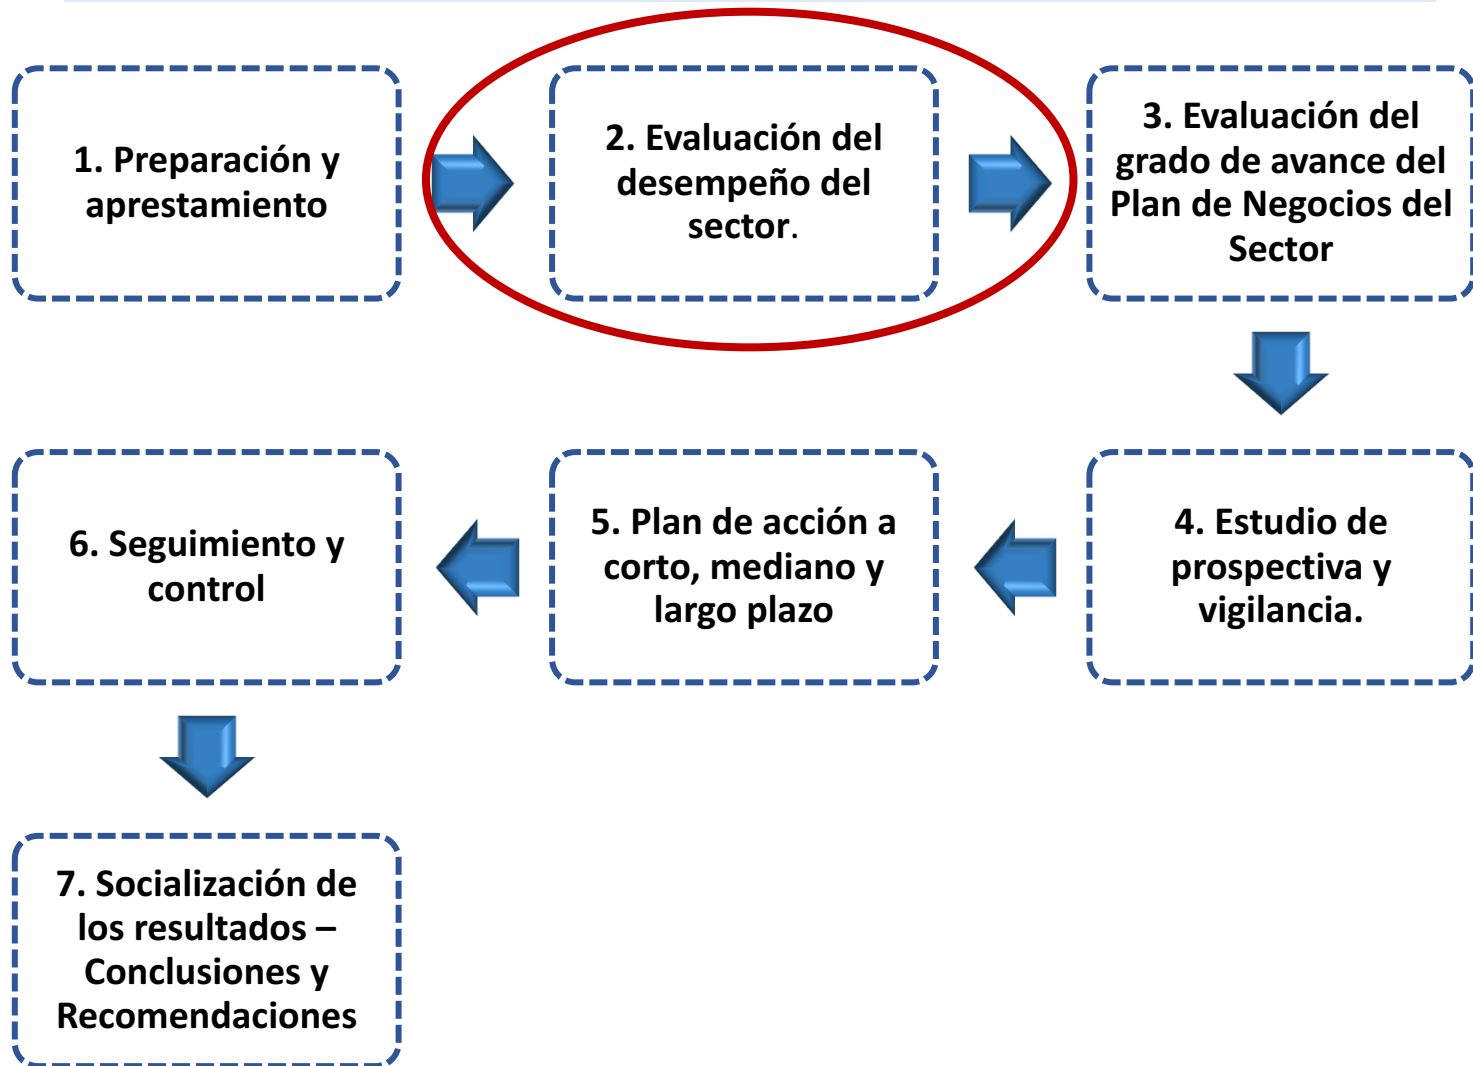 1. Preparación y
aprestamiento
2. Evaluación del
desempeño del
sector.
3. Evaluación del
grado de avance del
Plan de Negocios del
Sector
4. Estudio de
prospectiva y
vigilancia.
5. Plan de acción a
corto, mediano y
largo plazo
6. Seguimiento y
control
7. Socialización de
los resultados –
Conclusiones y
Recomendaciones